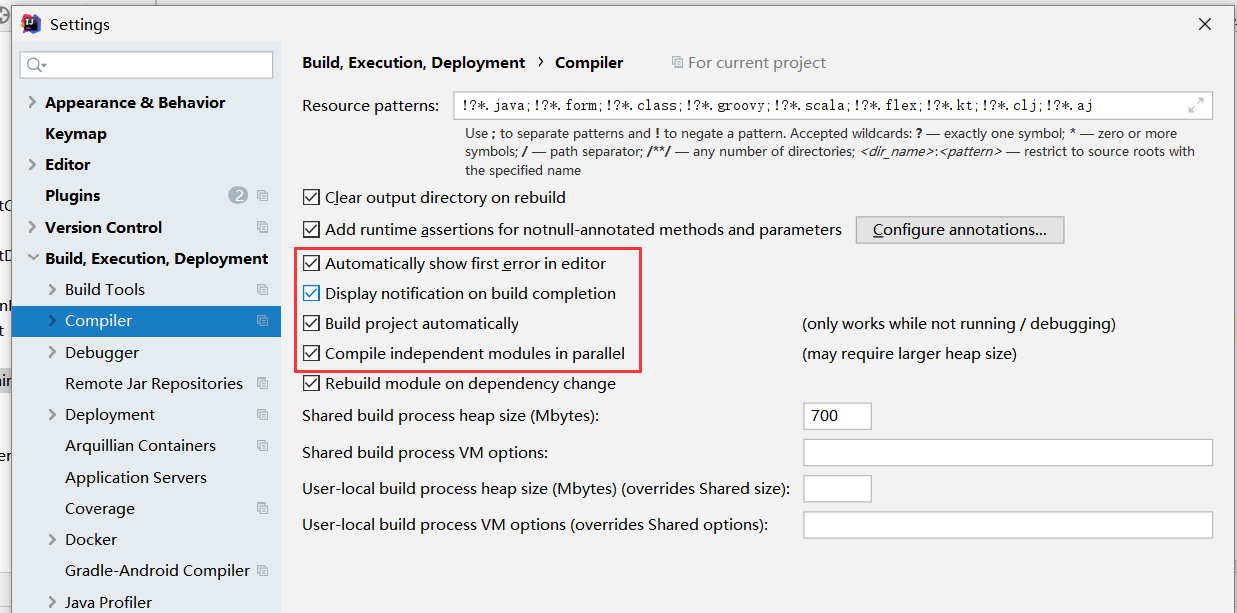 Settings
Build, Execution, Deployment › Compiler For current project
Appearance & Behavior
Keymap
Editor
Plugins 2
Version Control
Build, Execution, Deployment
Build Tools
Compiler
Debugger
Remote Jar Repositories
Deployment
Arquillian Containers
Application Servers
Coverage
Docker
Gradle-Android Compiler
Java Profiler
Resource patterns: !?*.java;!?*.form;!?*.class;!?*.groovy;!?*.scala;!?*.flex;!?*.kt;!?*.clj;!?*.aj
Use ; to separate patterns and ! to negate a pattern. Accepted wildcards: ? — exactly one symbol; * — zero or more
symbols; / — path separator; /**/ — any number of directories; <dir_name>:<pattern> — restrict to source roots with
the specified name
Clear output directory on rebuild
Add runtime assertions for notnull-annotated methods and parameters Configure annotations...
Automatically show first error in editor
Display notification on build completion
Build project automatically (only works while not running / debugging)
Compile independent modules in parallel (may require larger heap size)
Rebuild module on dependency change
Shared build process heap size (Mbytes): 700
Shared build process VM options:
User-local build process heap size (Mbytes) (overrides Shared size):
User-local build process VM options (overrides Shared options):